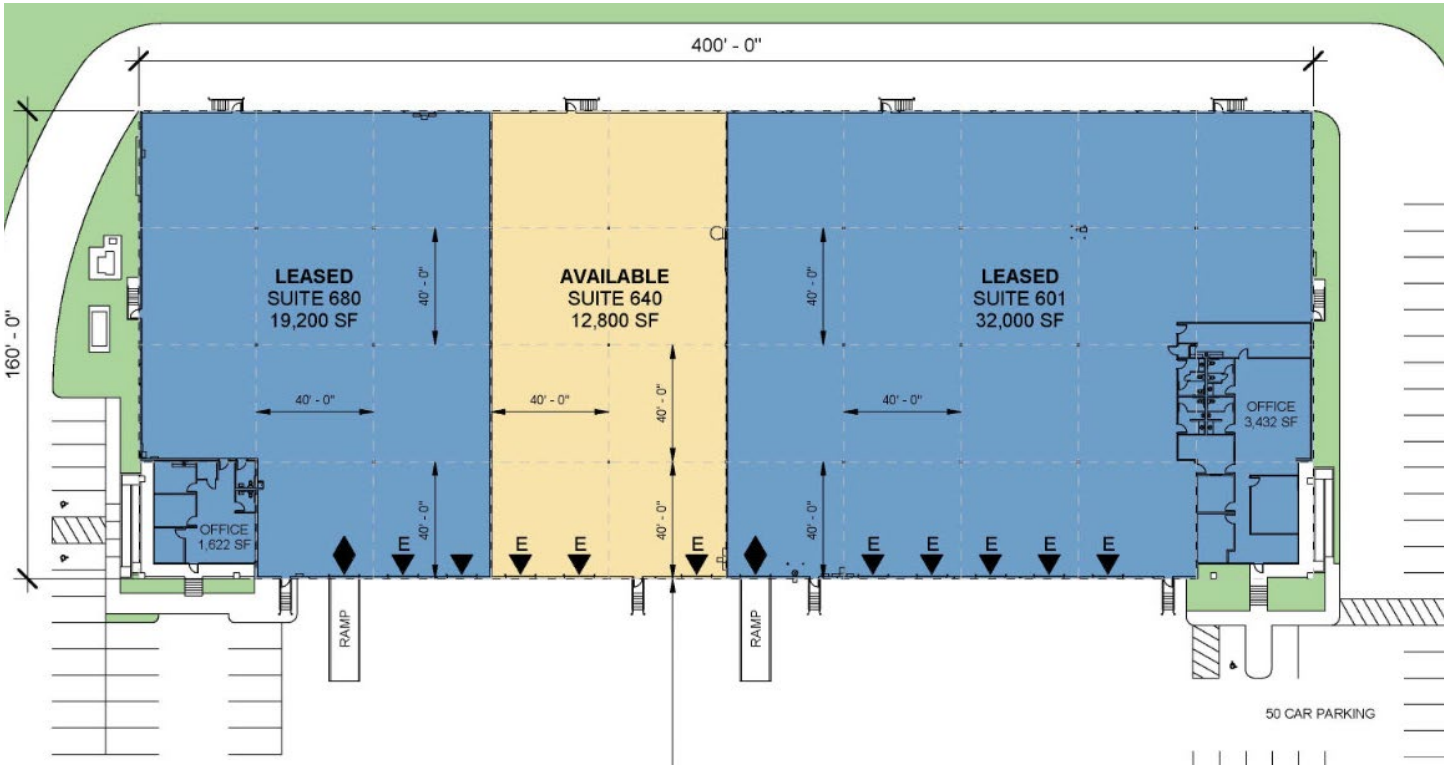 400' - 0"
160' - 0"
LEASED
SUITE 680
19,200 SF
40' - 0"
AVAILABLE
SUITE 640
12,800 SF
40' - 0"
LEASED
SUITE 601
32,000 SF
40' - 0"
40' - 0"
40' - 0"
40' - 0"
40' - 0"
OFFICE
3,432 SF
OFFICE
1,622 SF
40' - 0"
40' - 0"
40' - 0"
E
E
E
E
E
E
E
E
E
RAMP
RAMP
50 CAR PARKING